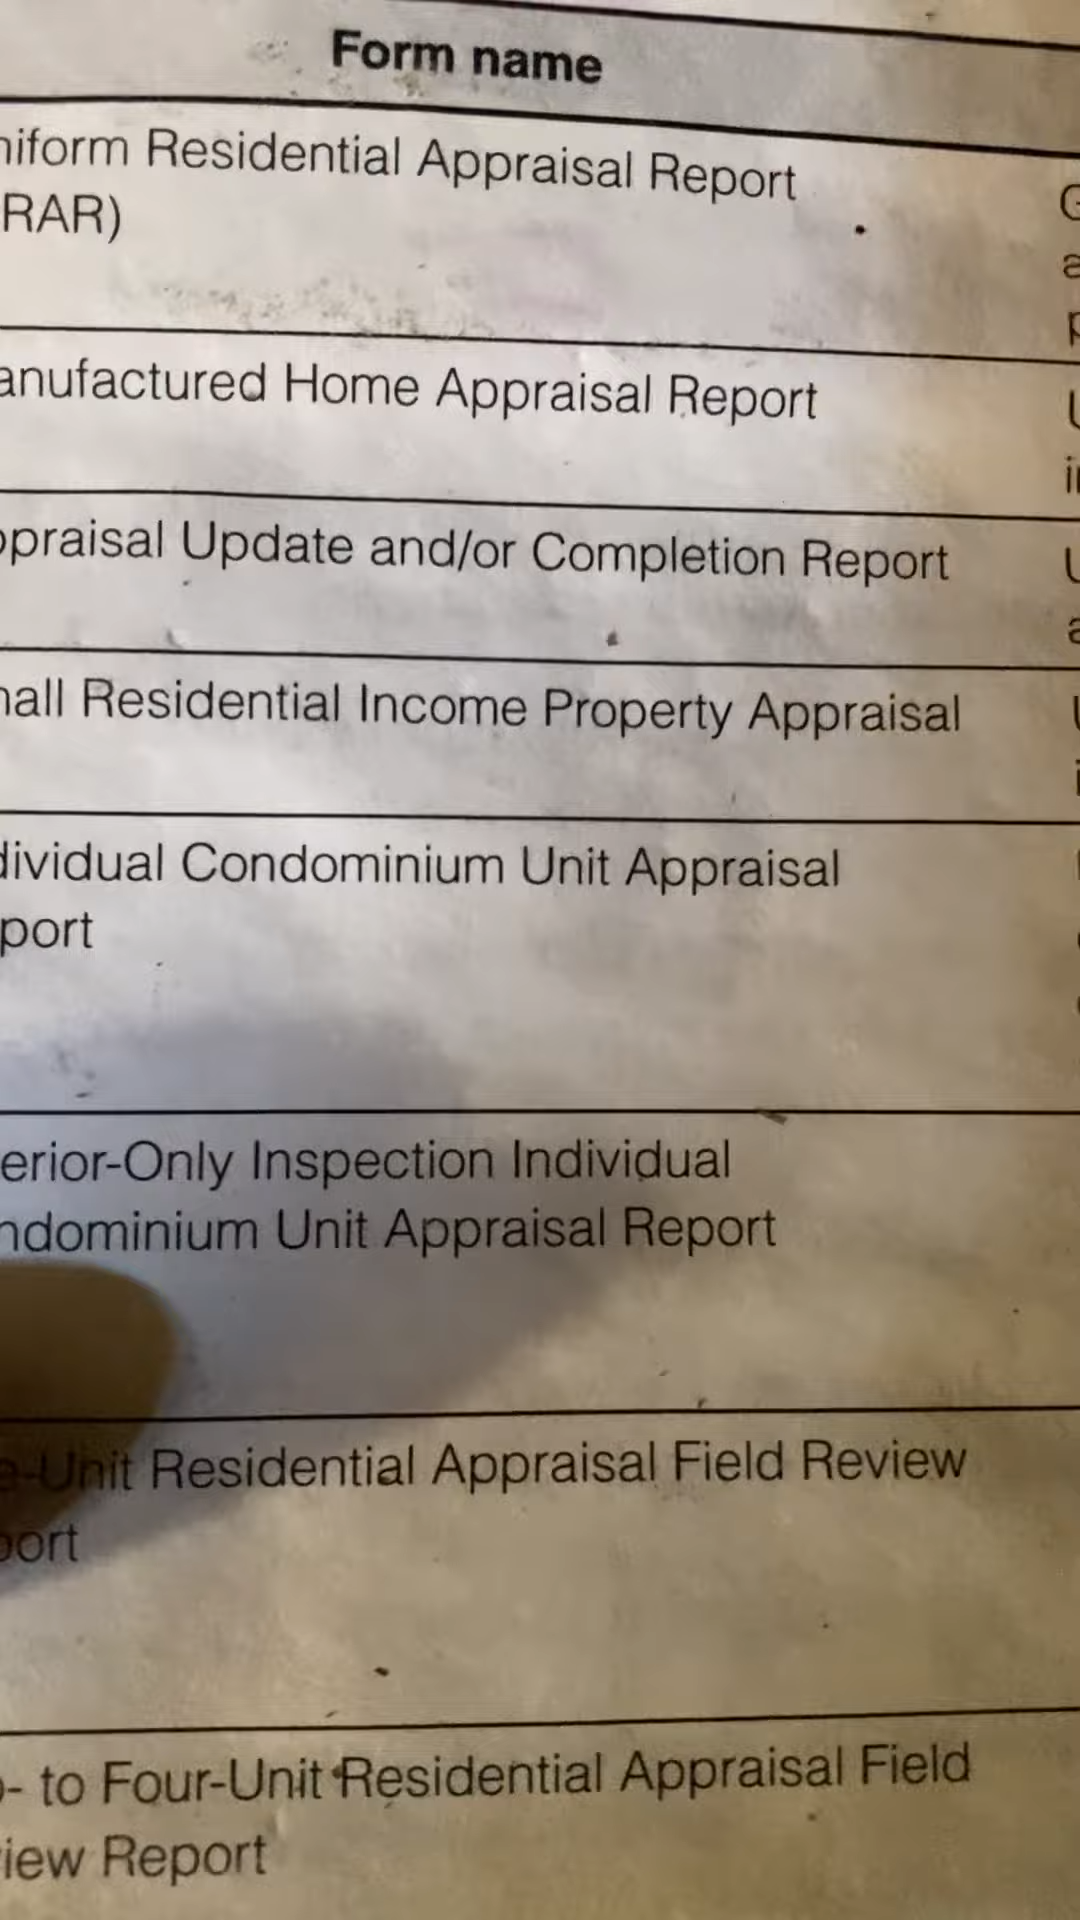 Form name
niform Residential Appraisal Report
RAR)
anufactured Home Appraisal Report
ppraisal Update and/or Completion Report
nall Residential Income Property Appraisal
dividual Condominium Unit Appraisal
port
erior-Only Inspection Individual
ndominium Unit Appraisal Report
e-Unit Residential Appraisal Field Review
port
- to Four-Unit Residential Appraisal Field
iew Report